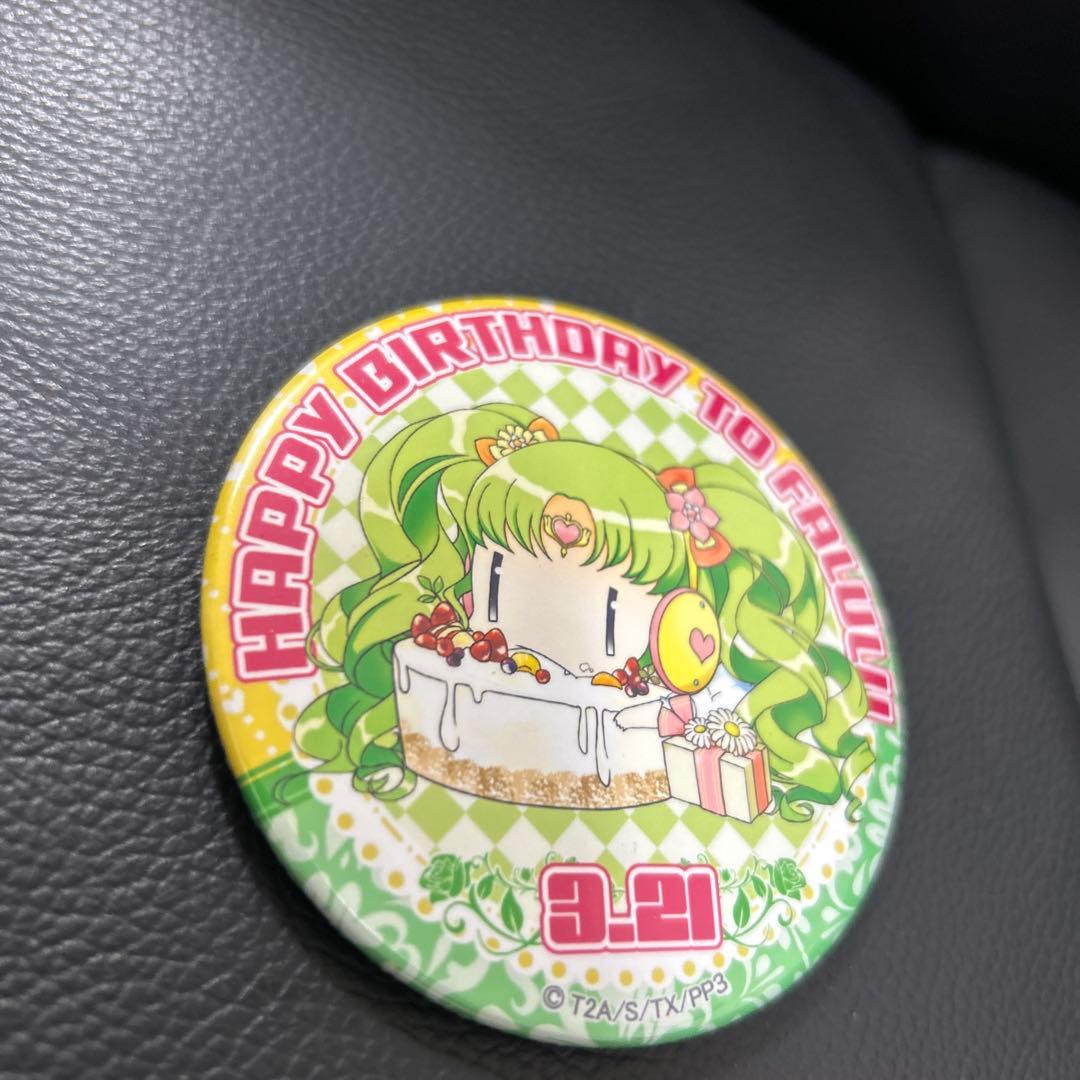 HAPPY BIRTHDAY TO FALULU
3.21
© T2A/S/TX/PP3